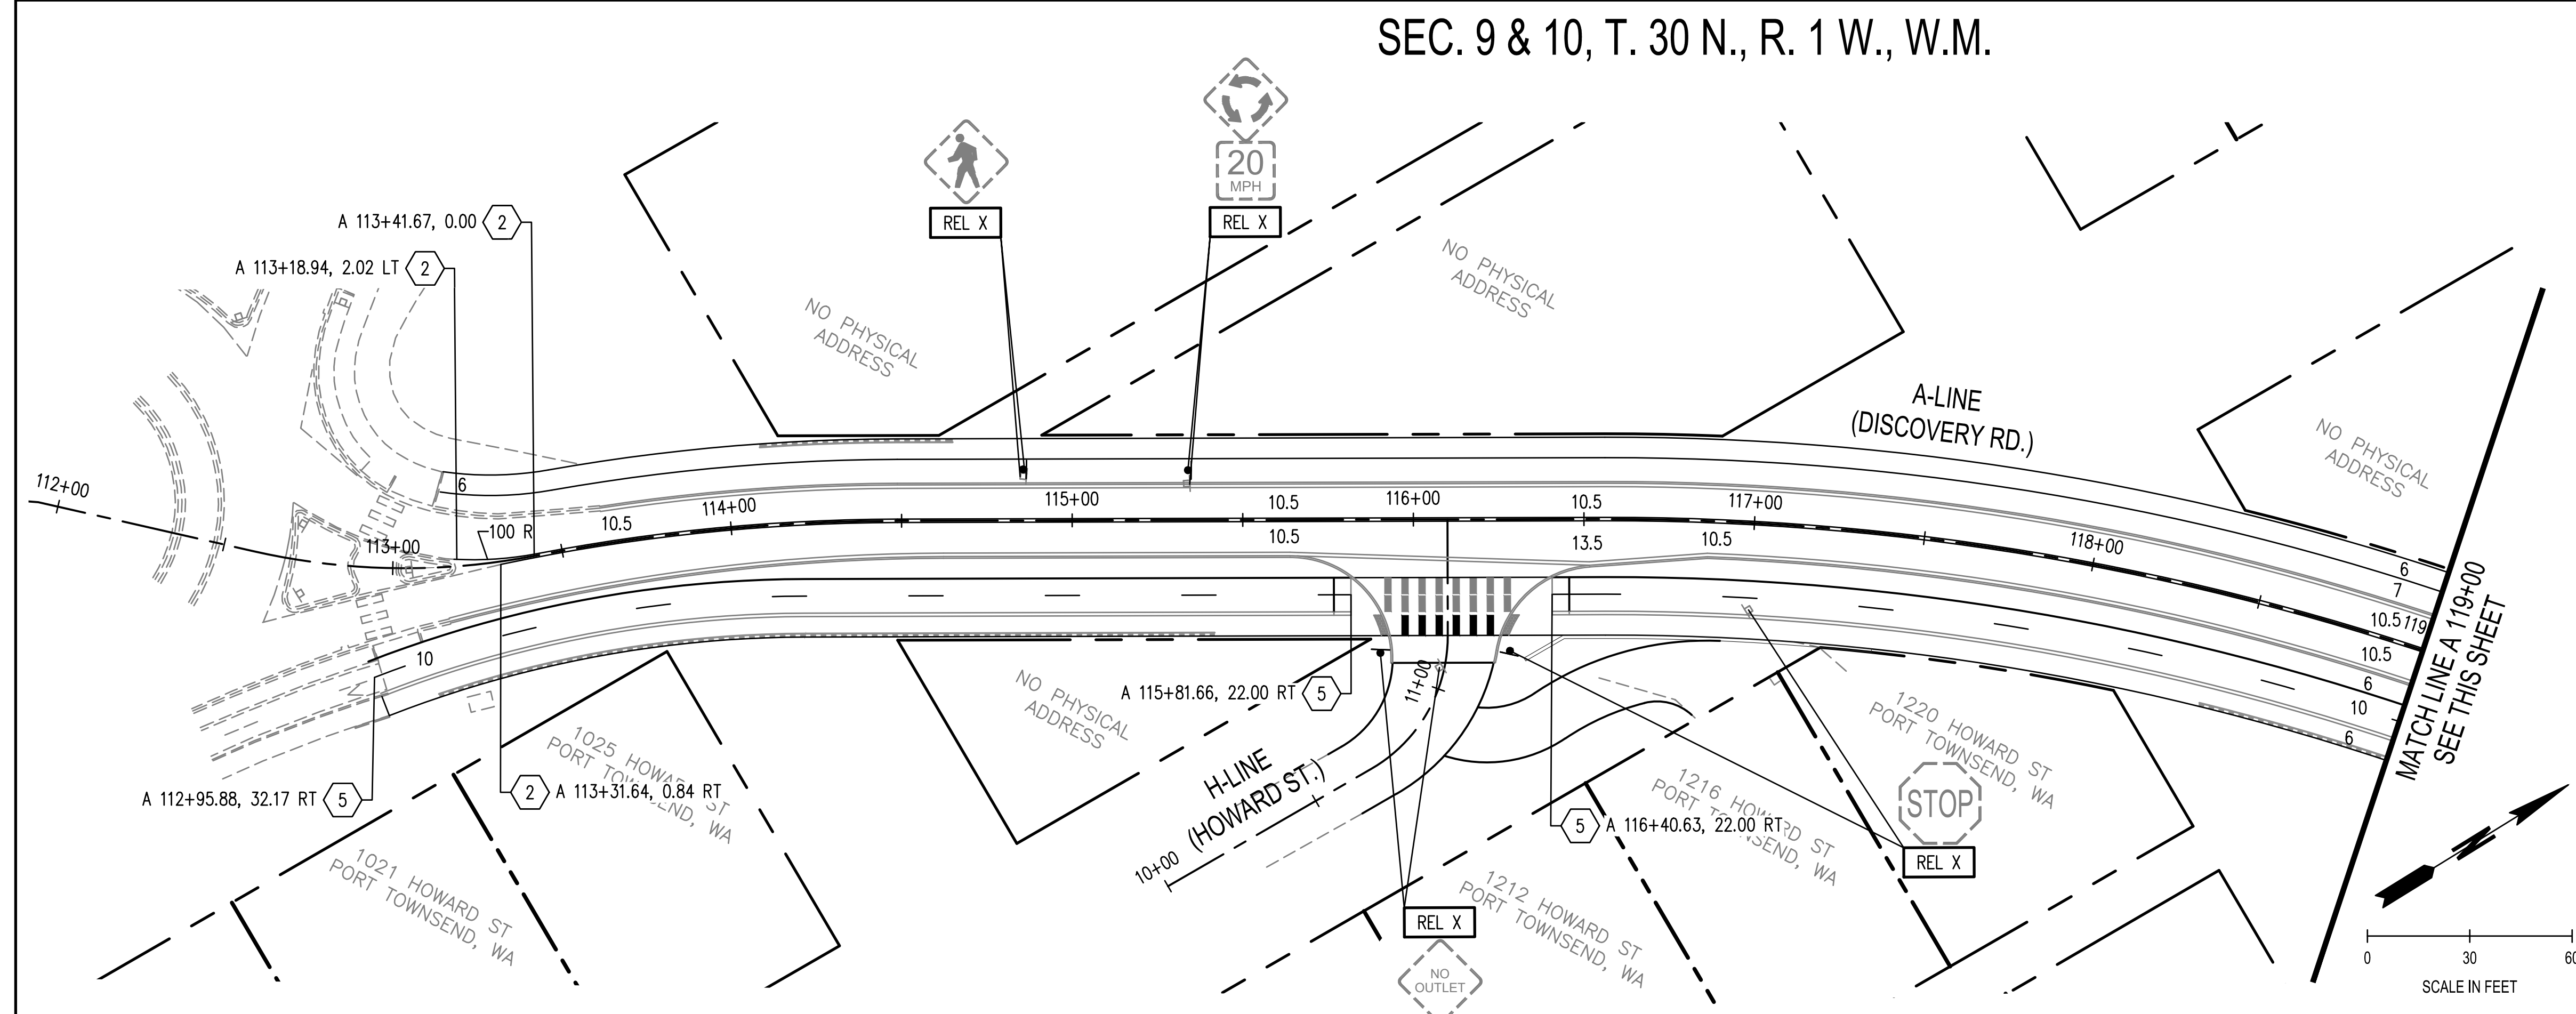 SEC. 9 & 10, T. 30 N., R. 1 W., W.M.
20
MPH
REL X
REL X
A 113+41.67, 0.00
2
A 113+18.94, 2.02 LT
2
NO PHYSICAL
ADDRESS
NO PHYSICAL
ADDRESS
A-LINE
(DISCOVERY RD.)
NO PHYSICAL
ADDRESS
112+00
6
113+00
100 R
10.5
114+00
115+00
10.5
116+00
10.5
117+00
118+00
10.5
13.5
10.5
6
7
10.5
119
10.5
6
10
6
MATCH LINE A 119+00
SEE THIS SHEET
10
NO PHYSICAL
ADDRESS
A 115+81.66, 22.00 RT
5
11+00
H-LINE
(HOWARD ST.)
10+00
1025 HOWARD ST
PORT TOWNSEND, WA
A 112+95.88, 32.17 RT
5
2
A 113+31.64, 0.84 RT
1021 HOWARD ST
PORT TOWNSEND, WA
5
A 116+40.63, 22.00 RT
1220 HOWARD ST
PORT TOWNSEND, WA
1216 HOWARD ST
PORT TOWNSEND, WA
STOP
REL X
1212 HOWARD ST
PORT TOWNSEND, WA
REL X
NO
OUTLET
N
0 30 60
SCALE IN FEET